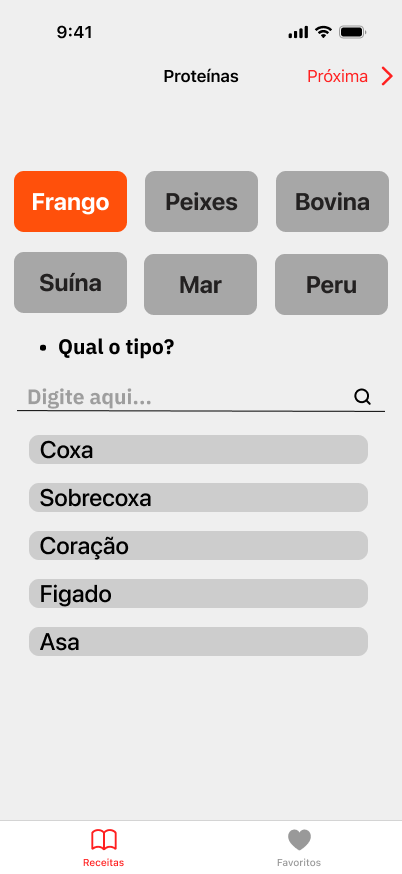 9:41
Proteínas Próxima
Frango Peixes Bovina
Suína Mar Peru
• Qual o tipo?
Digite aqui...
Coxa
Sobrecoxa
Coração
Figado
Asa
Receitas Favoritos